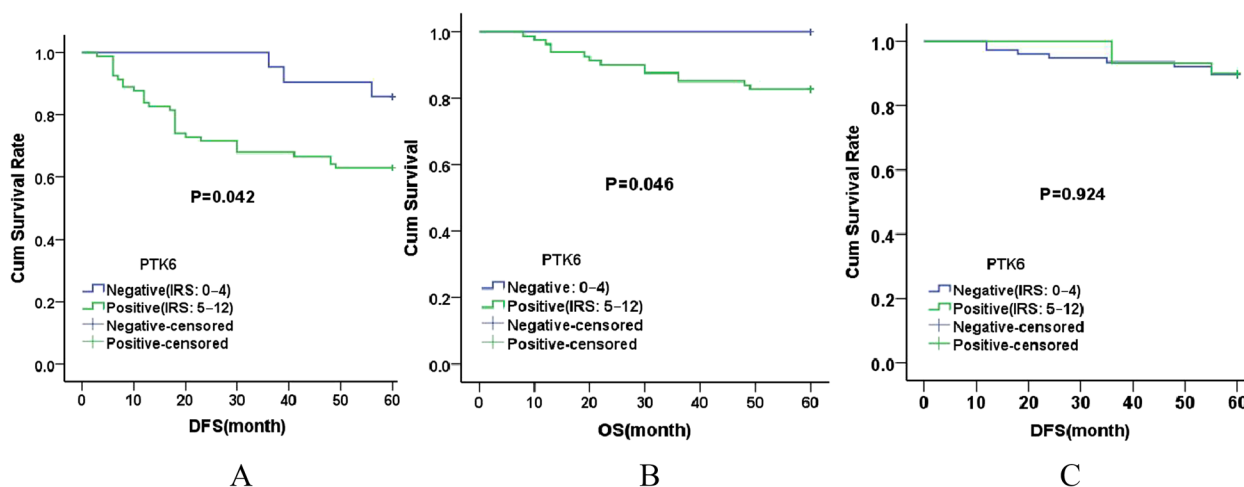 Cum Survival Rate
1.0
0.8
0.6
0.4
0.2
0.0
P=0.042
PTK6
Negative(IRS: 0–4)
Positive(IRS: 5–12)
Negative-censored
Positive-censored
0 10 20 30 40 50 60
DFS(month)
A
Cum Survival
1.0
0.8
0.6
0.4
0.2
0.0
P=0.046
PTK6
Negative: 0–4)
Positive(IRS: 5–12)
Negative-censored
Positive-censored
0 10 20 30 40 50 60
OS(month)
B
Cum Survival Rate
1.0
0.8
0.6
0.4
0.2
0.0
P=0.924
PTK6
Negative(IRS: 0–4)
Positive(IRS: 5–12)
Negative-censored
Positive-censored
0 10 20 30 40 50 60
DFS(month)
C